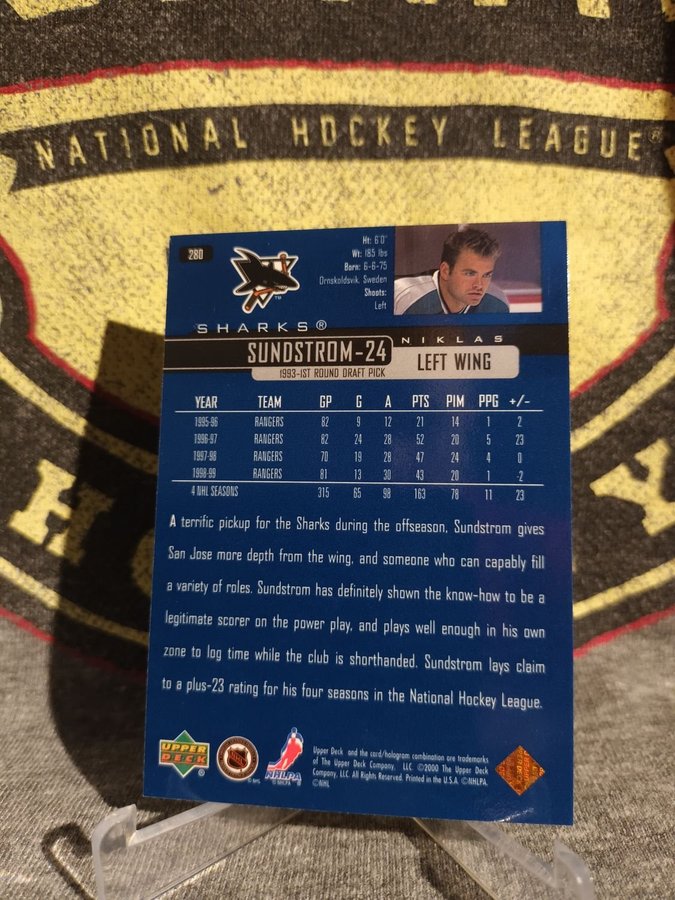 NATIONAL HOCKEY LEAGUE®
280
Ht: 6'0"
Wt: 185 lbs
Born: 6-6-75
Ornskoldsvik, Sweden
Shoots:
Left
TM
SHARKS®
NIKLAS
SUNDSTROM-24
LEFT WING
1993-1ST ROUND DRAFT PICK
YEAR TEAM GP G A PTS PIM PPG +/-
1995-96 RANGERS 82 9 12 21 14 1 2
1996-97 RANGERS 82 24 28 52 20 5 23
1997-98 RANGERS 70 19 28 47 24 4 0
1998-99 RANGERS 81 13 30 43 20 1 -2
4 NHL SEASONS 315 65 98 163 78 11 23
A terrific pickup for the Sharks during the offseason, Sundstrom gives
San Jose more depth from the wing, and someone who can capably fill
a variety of roles. Sundstrom has definitely shown the know-how to be a
legitimate scorer on the power play, and plays well enough in his own
zone to log time while the club is shorthanded. Sundstrom lays claim
to a plus-23 rating for his four seasons in the National Hockey League.
UPPER
DECK®
NHLPA
Upper Deck and the card/hologram combination are trademarks
of The Upper Deck Company, LLC. ©2000 The Upper Deck
Company, LLC. All Rights Reserved. Printed in the U.S.A. ©NHLPA.
©NHL